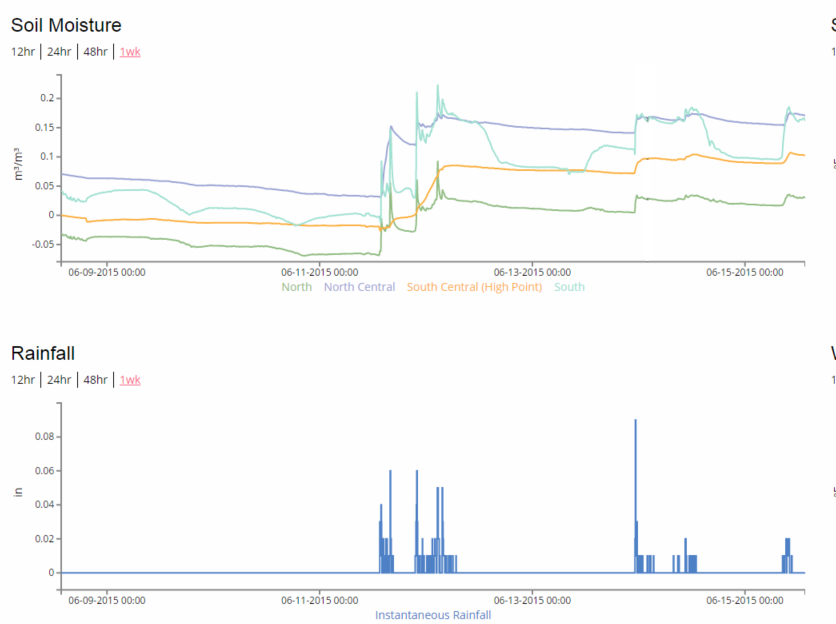 Soil Moisture
12hr | 24hr | 48hr | 1wk
0.2
0.15
0.1
0.05
0
-0.05
m³/m³
06-09-2015 00:00 06-11-2015 00:00 06-13-2015 00:00 06-15-2015 00:00
North North Central South Central (High Point) South
Rainfall
12hr | 24hr | 48hr | 1wk
0.08
0.06
0.04
0.02
0
in
06-09-2015 00:00 06-11-2015 00:00 06-13-2015 00:00 06-15-2015 00:00
Instantaneous Rainfall